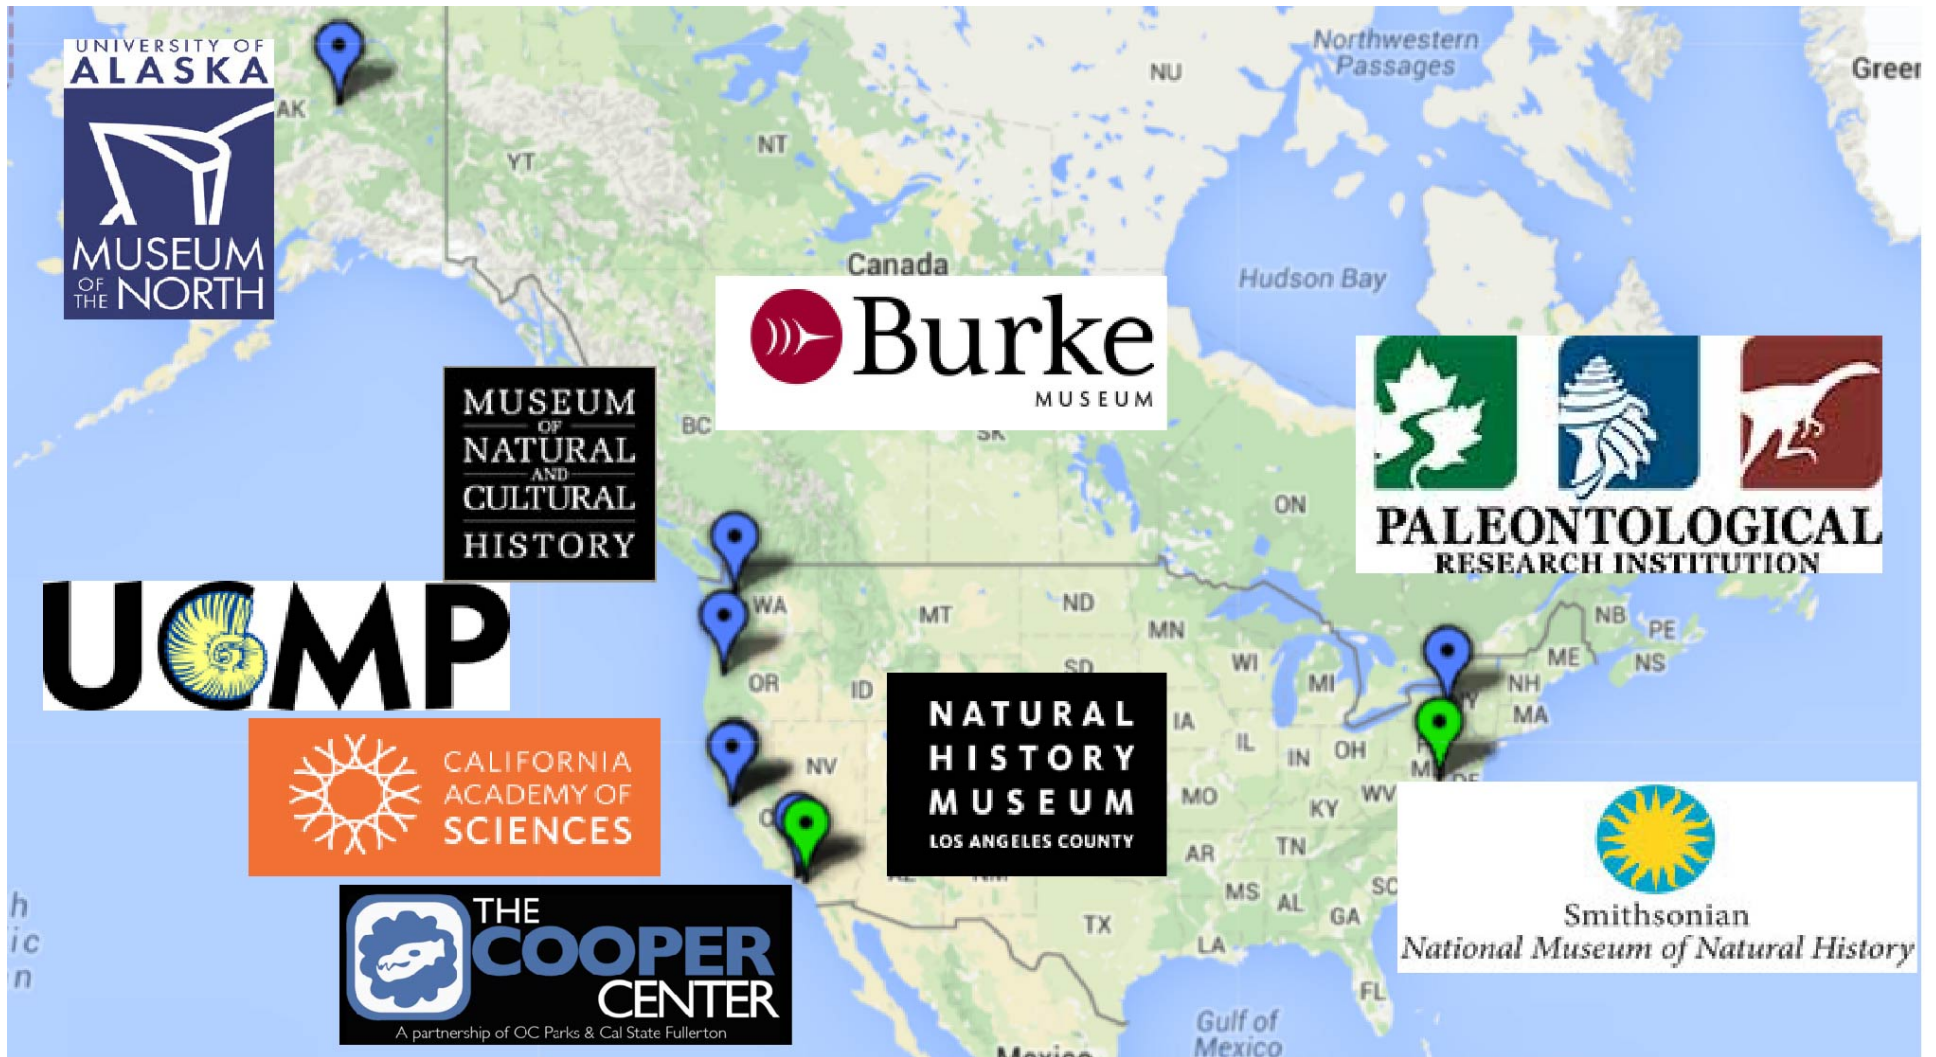 UNIVERSITY OF
ALASKA
MUSEUM
OF
THE NORTH
AK
YT
NT
NU
Northwestern
Passages
Canada
Hudson Bay
Burke
MUSEUM
MUSEUM
OF
NATURAL
AND
CULTURAL
HISTORY
BC
SK
ON
PALEONTOLOGICAL
RESEARCH INSTITUTION
UCMP
WA
MT
ND
MN
NB
PE
OR
ID
SD
WI
MI
ME
NS
NH
NY
MA
CALIFORNIA
ACADEMY OF
SCIENCES
NV
NATURAL
HISTORY
MUSEUM
LOS ANGELES COUNTY
IA
IL
IN
OH
MO
KY
WV
DE
AR
TN
MS
AL
SC
GA
TX
LA
FL
THE
COOPER
CENTER
A partnership of OC Parks & Cal State Fullerton
Smithsonian
National Museum of Natural History
Gulf of
Mexico
Mexico